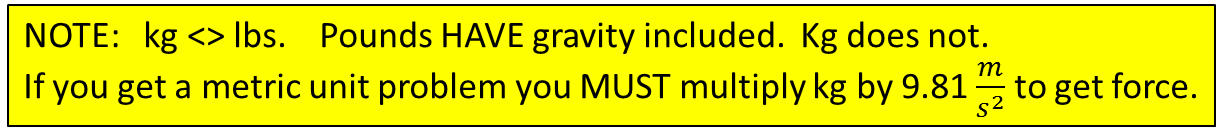 NOTE: kg <> lbs. Pounds HAVE gravity included. Kg does not.
If you get a metric unit problem you MUST multiply kg by 9.81 m/s² to get force.